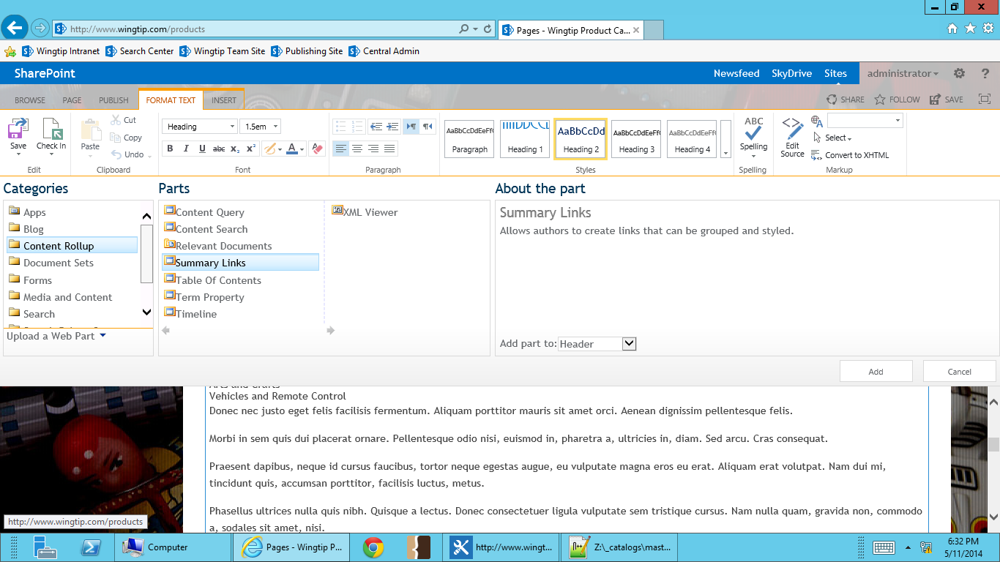 http://www.wingtip.com/products
Pages - Wingtip Product Ca...
Wingtip Intranet Search Center Wingtip Team Site Publishing Site Central Admin
SharePoint Newsfeed SkyDrive Sites administrator
BROWSE PAGE PUBLISH FORMAT TEXT INSERT SHARE FOLLOW SAVE
Save Check In Paste Cut Copy Undo
Heading 1.5em
B I U abc x₂ x²
AaBbCcDdEeFf AaBbCcDd AaBbCcDdEeFf AaBbCcDdEeFf
Paragraph Heading 1 Heading 2 Heading 3 Heading 4
ABC Spelling Edit Source Select Convert to XHTML
Edit Clipboard Font Paragraph Styles Spelling Markup
Categories
Apps
Blog
Content Rollup
Document Sets
Forms
Media and Content
Search
Upload a Web Part
Parts
Content Query
Content Search
Relevant Documents
Summary Links
Table Of Contents
Term Property
Timeline
XML Viewer
About the part
Summary Links
Allows authors to create links that can be grouped and styled.
Add part to: Header
Add Cancel
Arts and Crafts
Vehicles and Remote Control
Donec nec justo eget felis facilisis fermentum. Aliquam porttitor mauris sit amet orci. Aenean dignissim pellentesque felis.
Morbi in sem quis dui placerat ornare. Pellentesque odio nisi, euismod in, pharetra a, ultricies in, diam. Sed arcu. Cras consequat.
Praesent dapibus, neque id cursus faucibus, tortor neque egestas augue, eu vulputate magna eros eu erat. Aliquam erat volutpat. Nam dui mi,
tincidunt quis, accumsan porttitor, facilisis luctus, metus.
Phasellus ultrices nulla quis nibh. Quisque a lectus. Donec consectetuer ligula vulputate sem tristique cursus. Nam nulla quam, gravida non, commodo
a, sodales sit amet, nisi.
http://www.wingtip.com/products
Computer Pages - Wingtip P... http://www.wingt... Z:\_catalogs\mast...
6:32 PM
5/11/2014